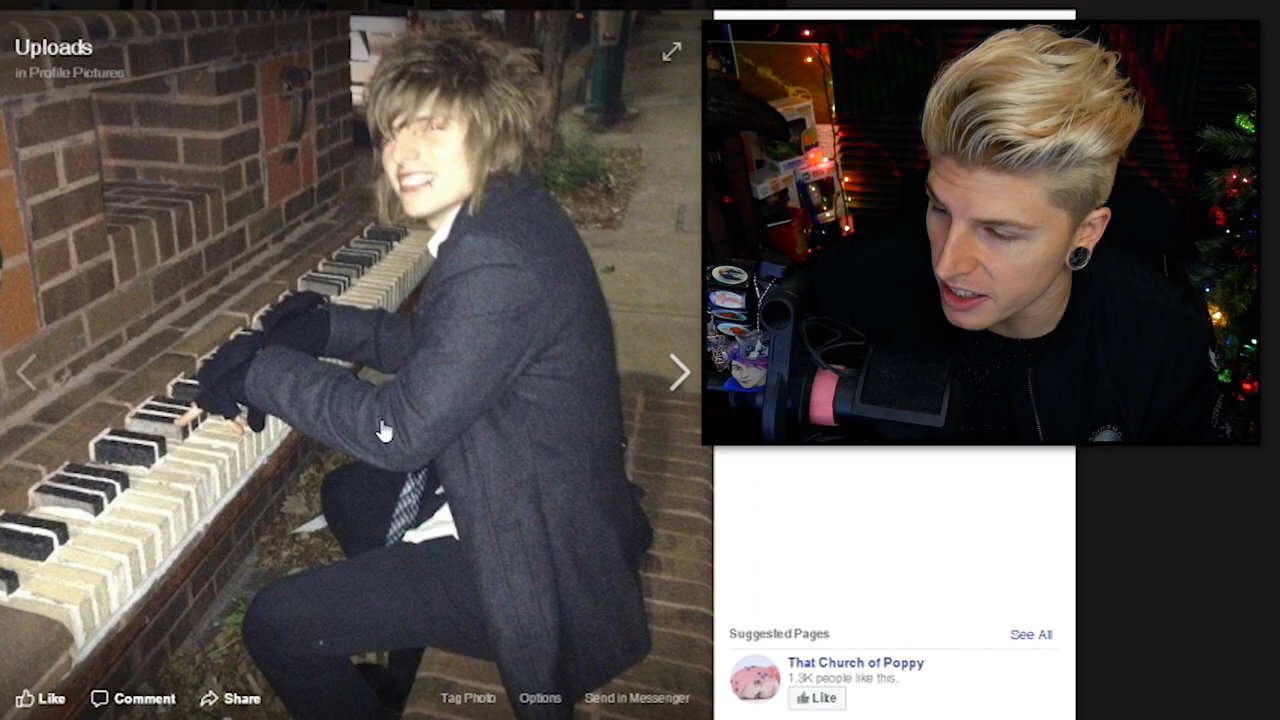 Uploads
in Profile Pictures
Like
Comment
Share
Tag Photo
Options
Send in Messenger
Suggested Pages
See All
That Church of Poppy
1.3K people like this.
Like